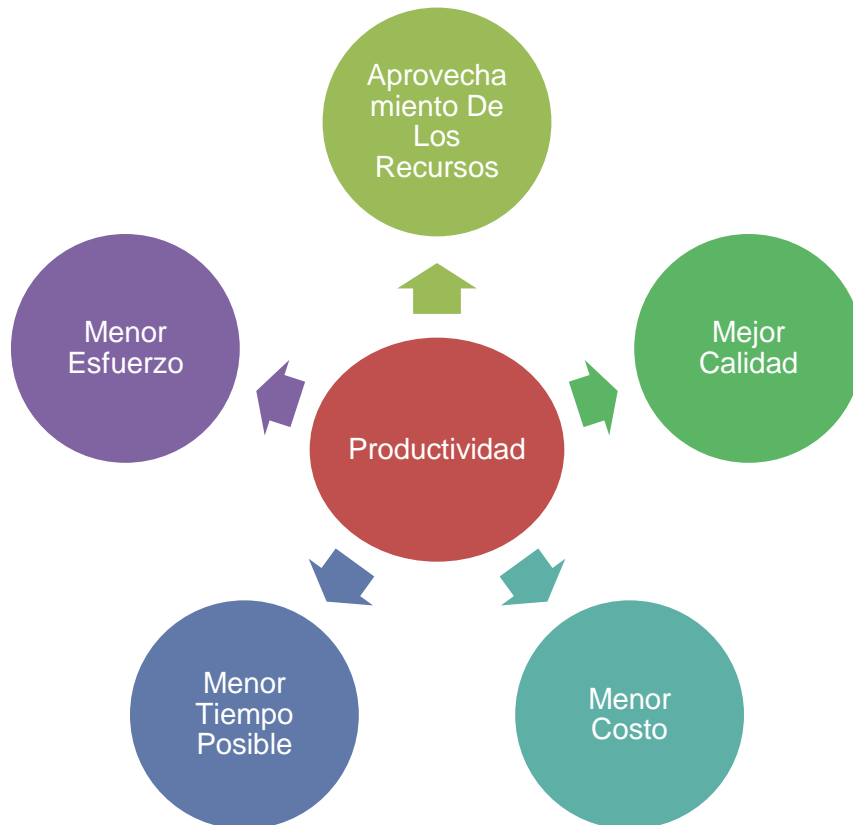 Aprovecha
miento De
Los
Recursos
Menor
Esfuerzo
Mejor
Calidad
Productividad
Menor
Tiempo
Posible
Menor
Costo